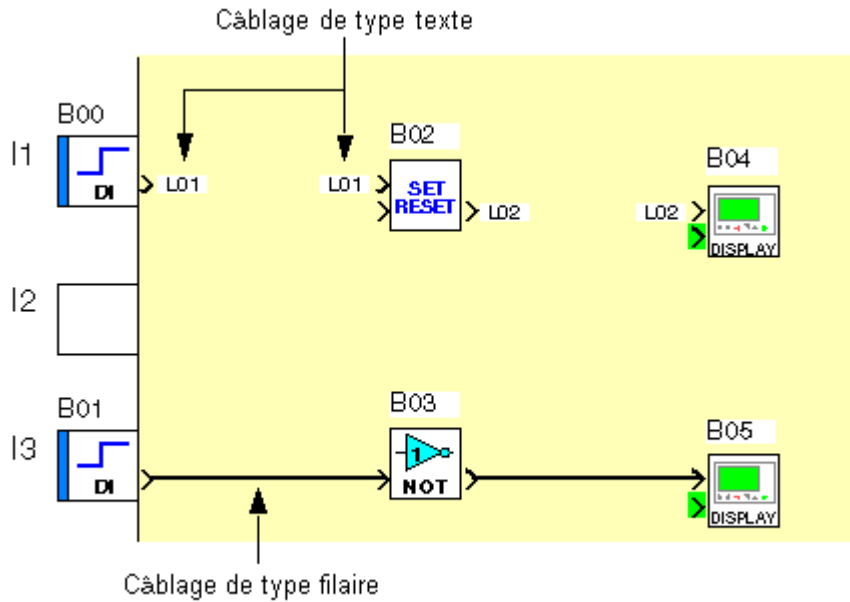 Câblage de type texte
B00
I1
DI
L01
L01
B02
SET
RESET
L02
B04
L02
DISPLAY
I2
B01
I3
DI
B03
1
NOT
B05
DISPLAY
Câblage de type filaire